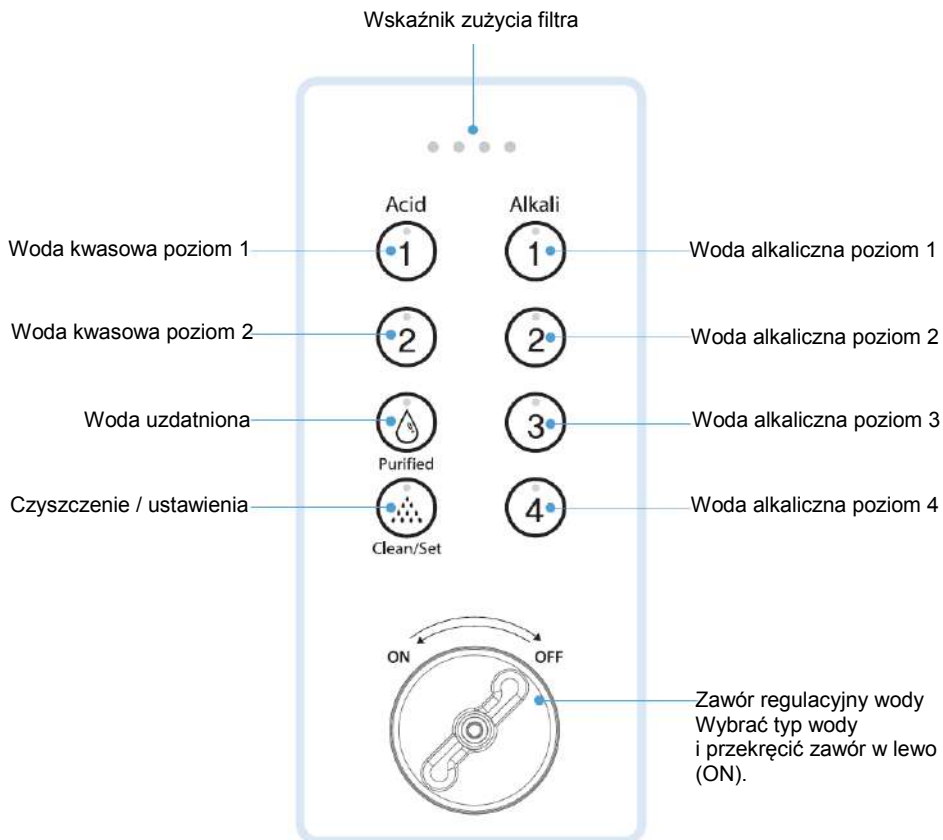 Wskaźnik zużycia filtra
Acid Alkali
Woda kwasowa poziom 1
1
1
Woda alkaliczna poziom 1
Woda kwasowa poziom 2
2
2
Woda alkaliczna poziom 2
Woda uzdatniona
Purified
3
Woda alkaliczna poziom 3
Czyszczenie / ustawienia
Clean/Set
4
Woda alkaliczna poziom 4
ON OFF
Zawór regulacyjny wody
Wybrać typ wody
i przekręcić zawór w lewo
(ON).